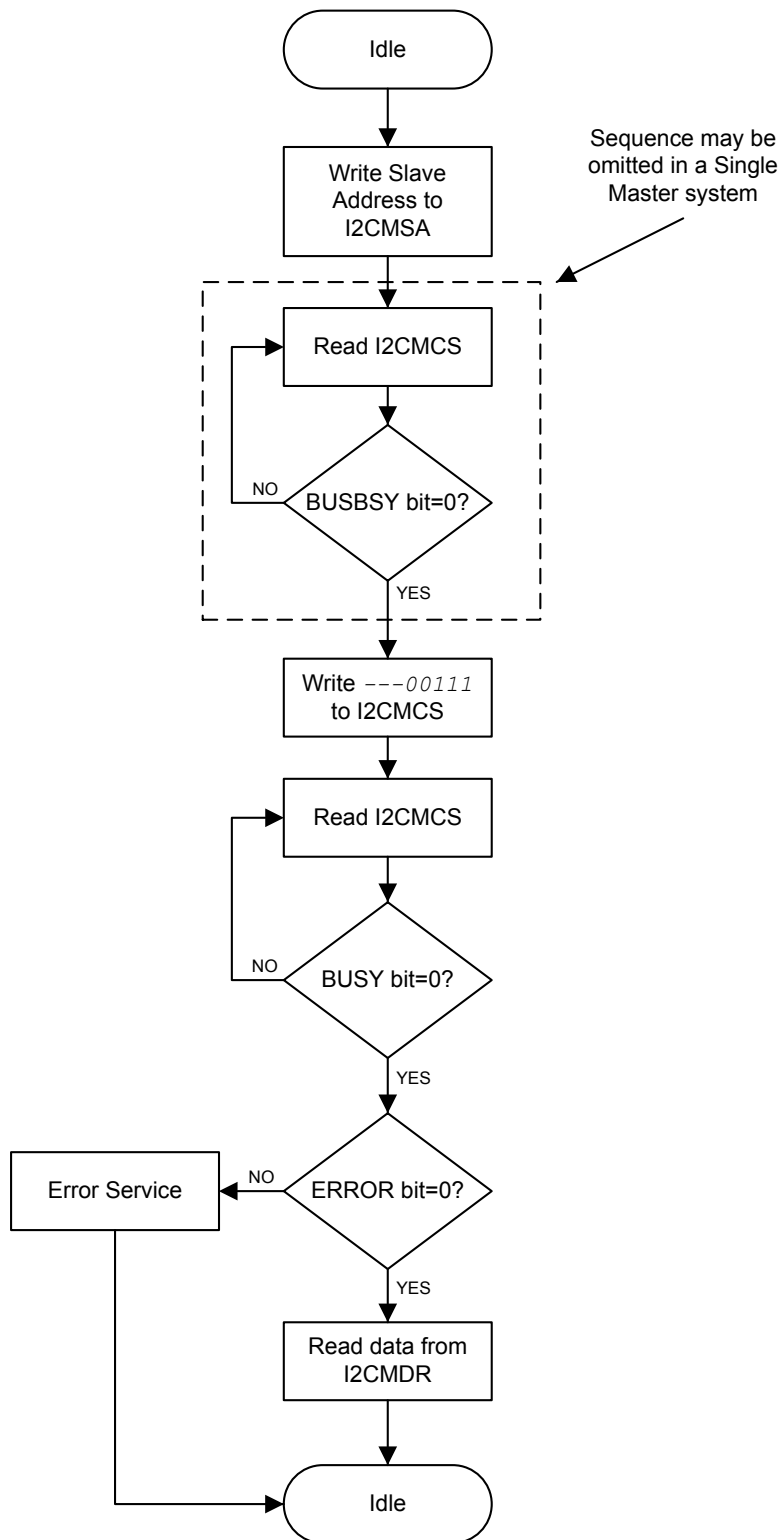 Idle
Write Slave
Address to
I2CMSA
Sequence may be
omitted in a Single
Master system
Read I2CMCS
NO
BUSBSY bit=0?
YES
Write ---00111
to I2CMCS
Read I2CMCS
NO
BUSY bit=0?
YES
Error Service
NO
ERROR bit=0?
YES
Read data from
I2CMDR
Idle